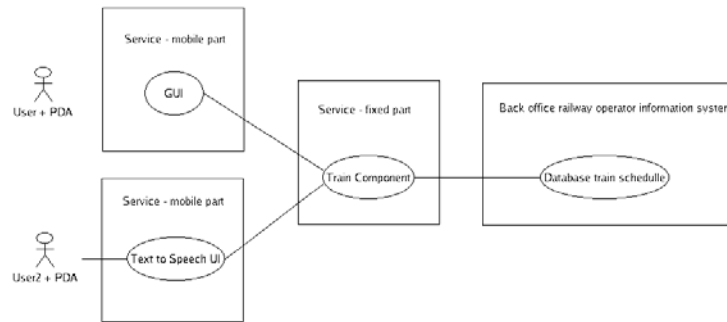 Service - mobile part
GUI
User + PDA
Service - fixed part
Train Component
Back office railway operator information system
Database train schedulle
Service - mobile part
Text to Speech UI
User2 + PDA